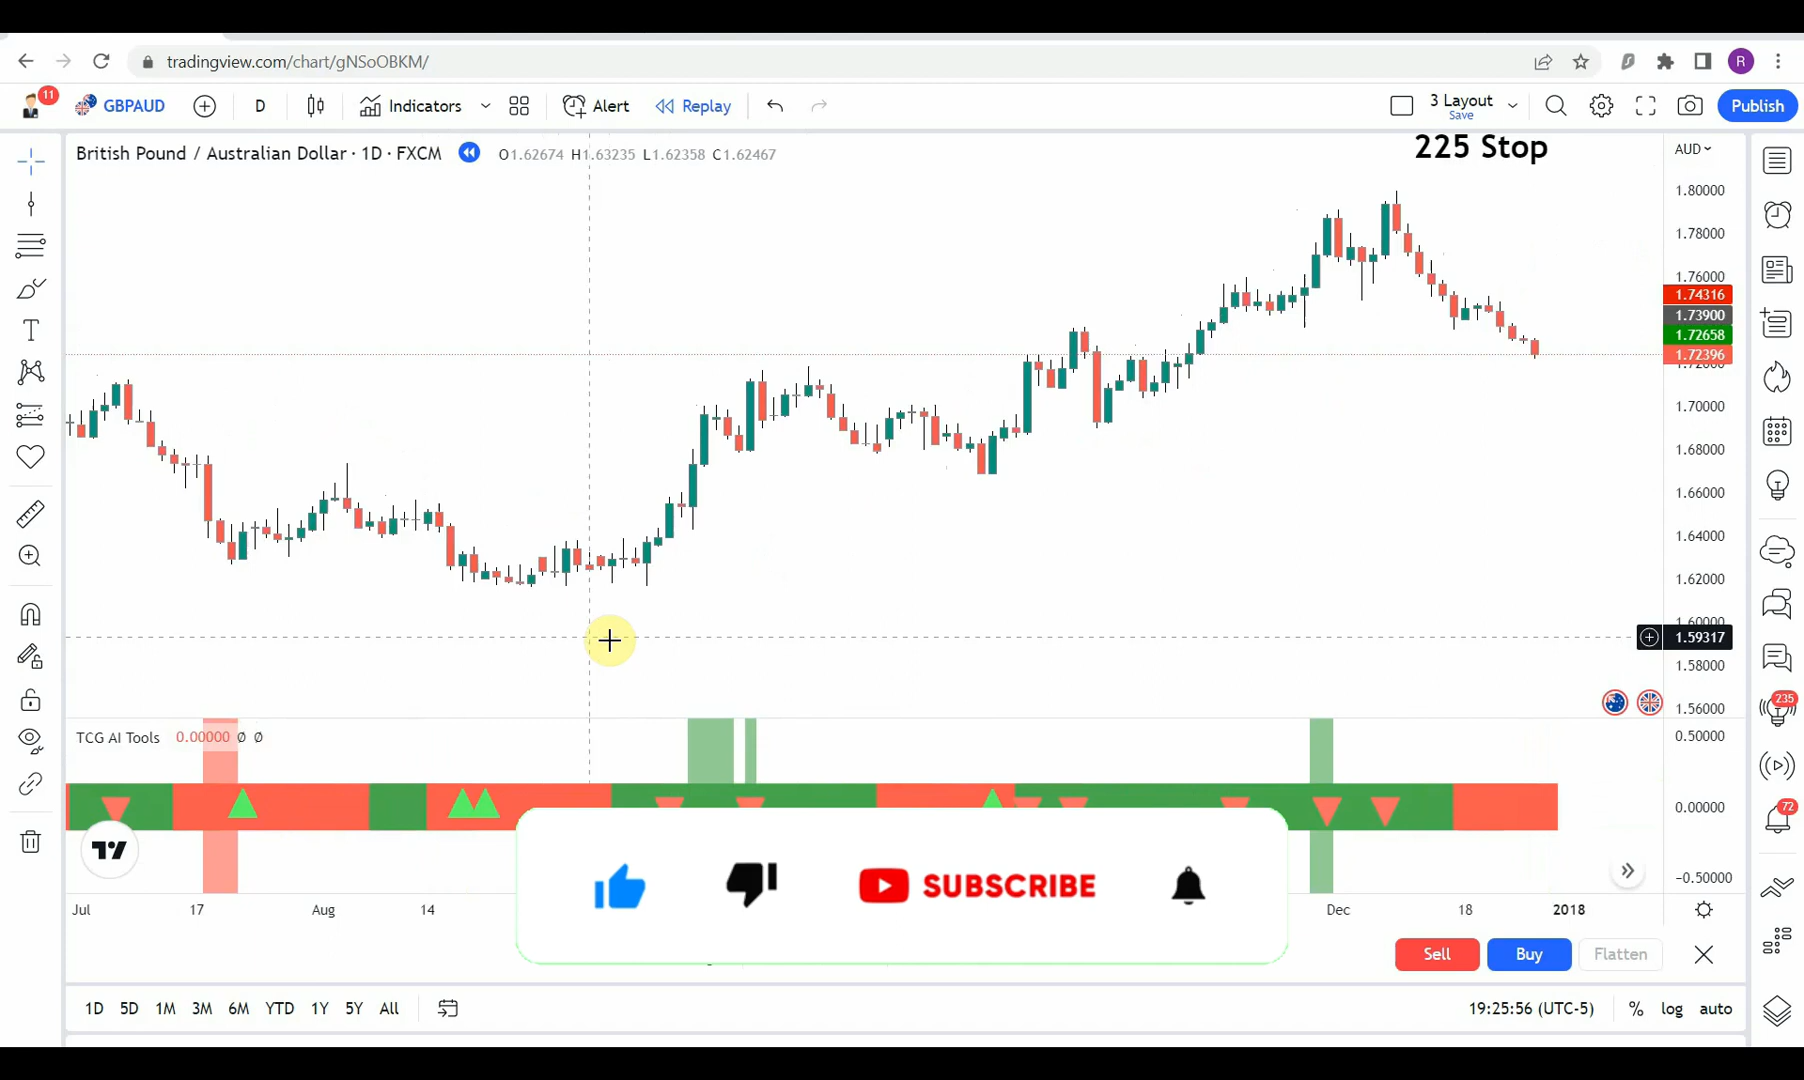 tradingview.com/chart/gNSoOBKM/
R
11
GBPAUD
D
Indicators
Alert
Replay
3 Layout
Save
Publish
British Pound / Australian Dollar · 1D · FXCM
O1.62674 H1.63235 L1.62358 C1.62467
225 Stop
AUD
1.80000
1.78000
1.76000
1.74316
1.73900
1.72658
1.72396
1.72000
1.70000
1.68000
1.66000
1.64000
1.62000
1.60000
1.59317
1.58000
1.56000
TCG AI Tools 0.00000 Ø Ø
0.50000
0.00000
-0.50000
235
72
SUBSCRIBE
Jul
17
Aug
14
Dec
18
2018
Sell
Buy
Flatten
1D 5D 1M 3M 6M YTD 1Y 5Y All
19:25:56 (UTC-5)
%
log
auto